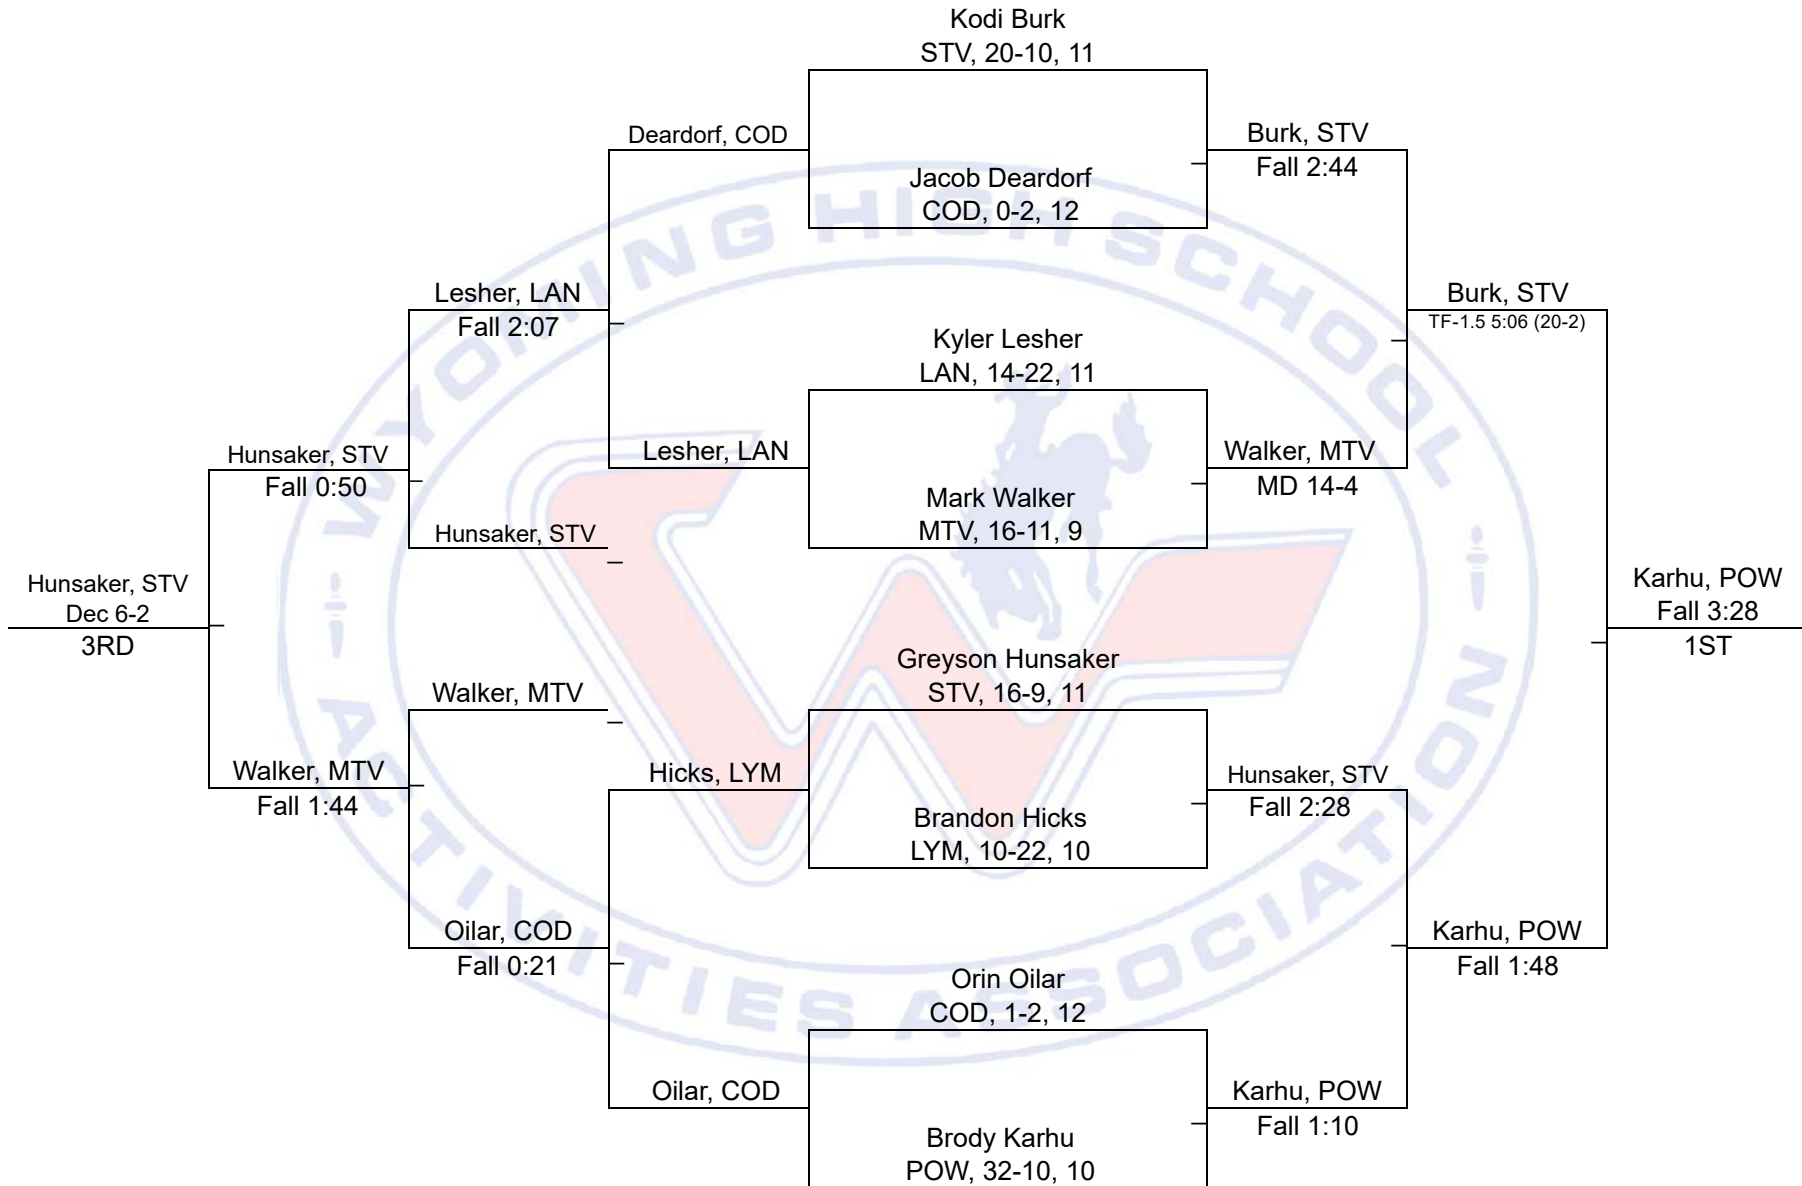 Kodi Burk
STV, 20-10, 11
Deardorf, COD
Burk, STV
Fall 2:44
Jacob Deardorf
COD, 0-2, 12
Lesher, LAN
Fall 2:07
Burk, STV
TF-1.5 5:06 (20-2)
Kyler Lesher
LAN, 14-22, 11
Hunsaker, STV
Fall 0:50
Lesher, LAN
Walker, MTV
MD 14-4
Mark Walker
MTV, 16-11, 9
Hunsaker, STV
Hunsaker, STV
Dec 6-2
3RD
Karhu, POW
Fall 3:28
1ST
Greyson Hunsaker
STV, 16-9, 11
Walker, MTV
Walker, MTV
Fall 1:44
Hicks, LYM
Hunsaker, STV
Fall 2:28
Brandon Hicks
LYM, 10-22, 10
Oilar, COD
Fall 0:21
Karhu, POW
Fall 1:48
Orin Oilar
COD, 1-2, 12
Oilar, COD
Karhu, POW
Fall 1:10
Brody Karhu
POW, 32-10, 10
WYOMING HIGH SCHOOL
ACTIVITIES ASSOCIATION